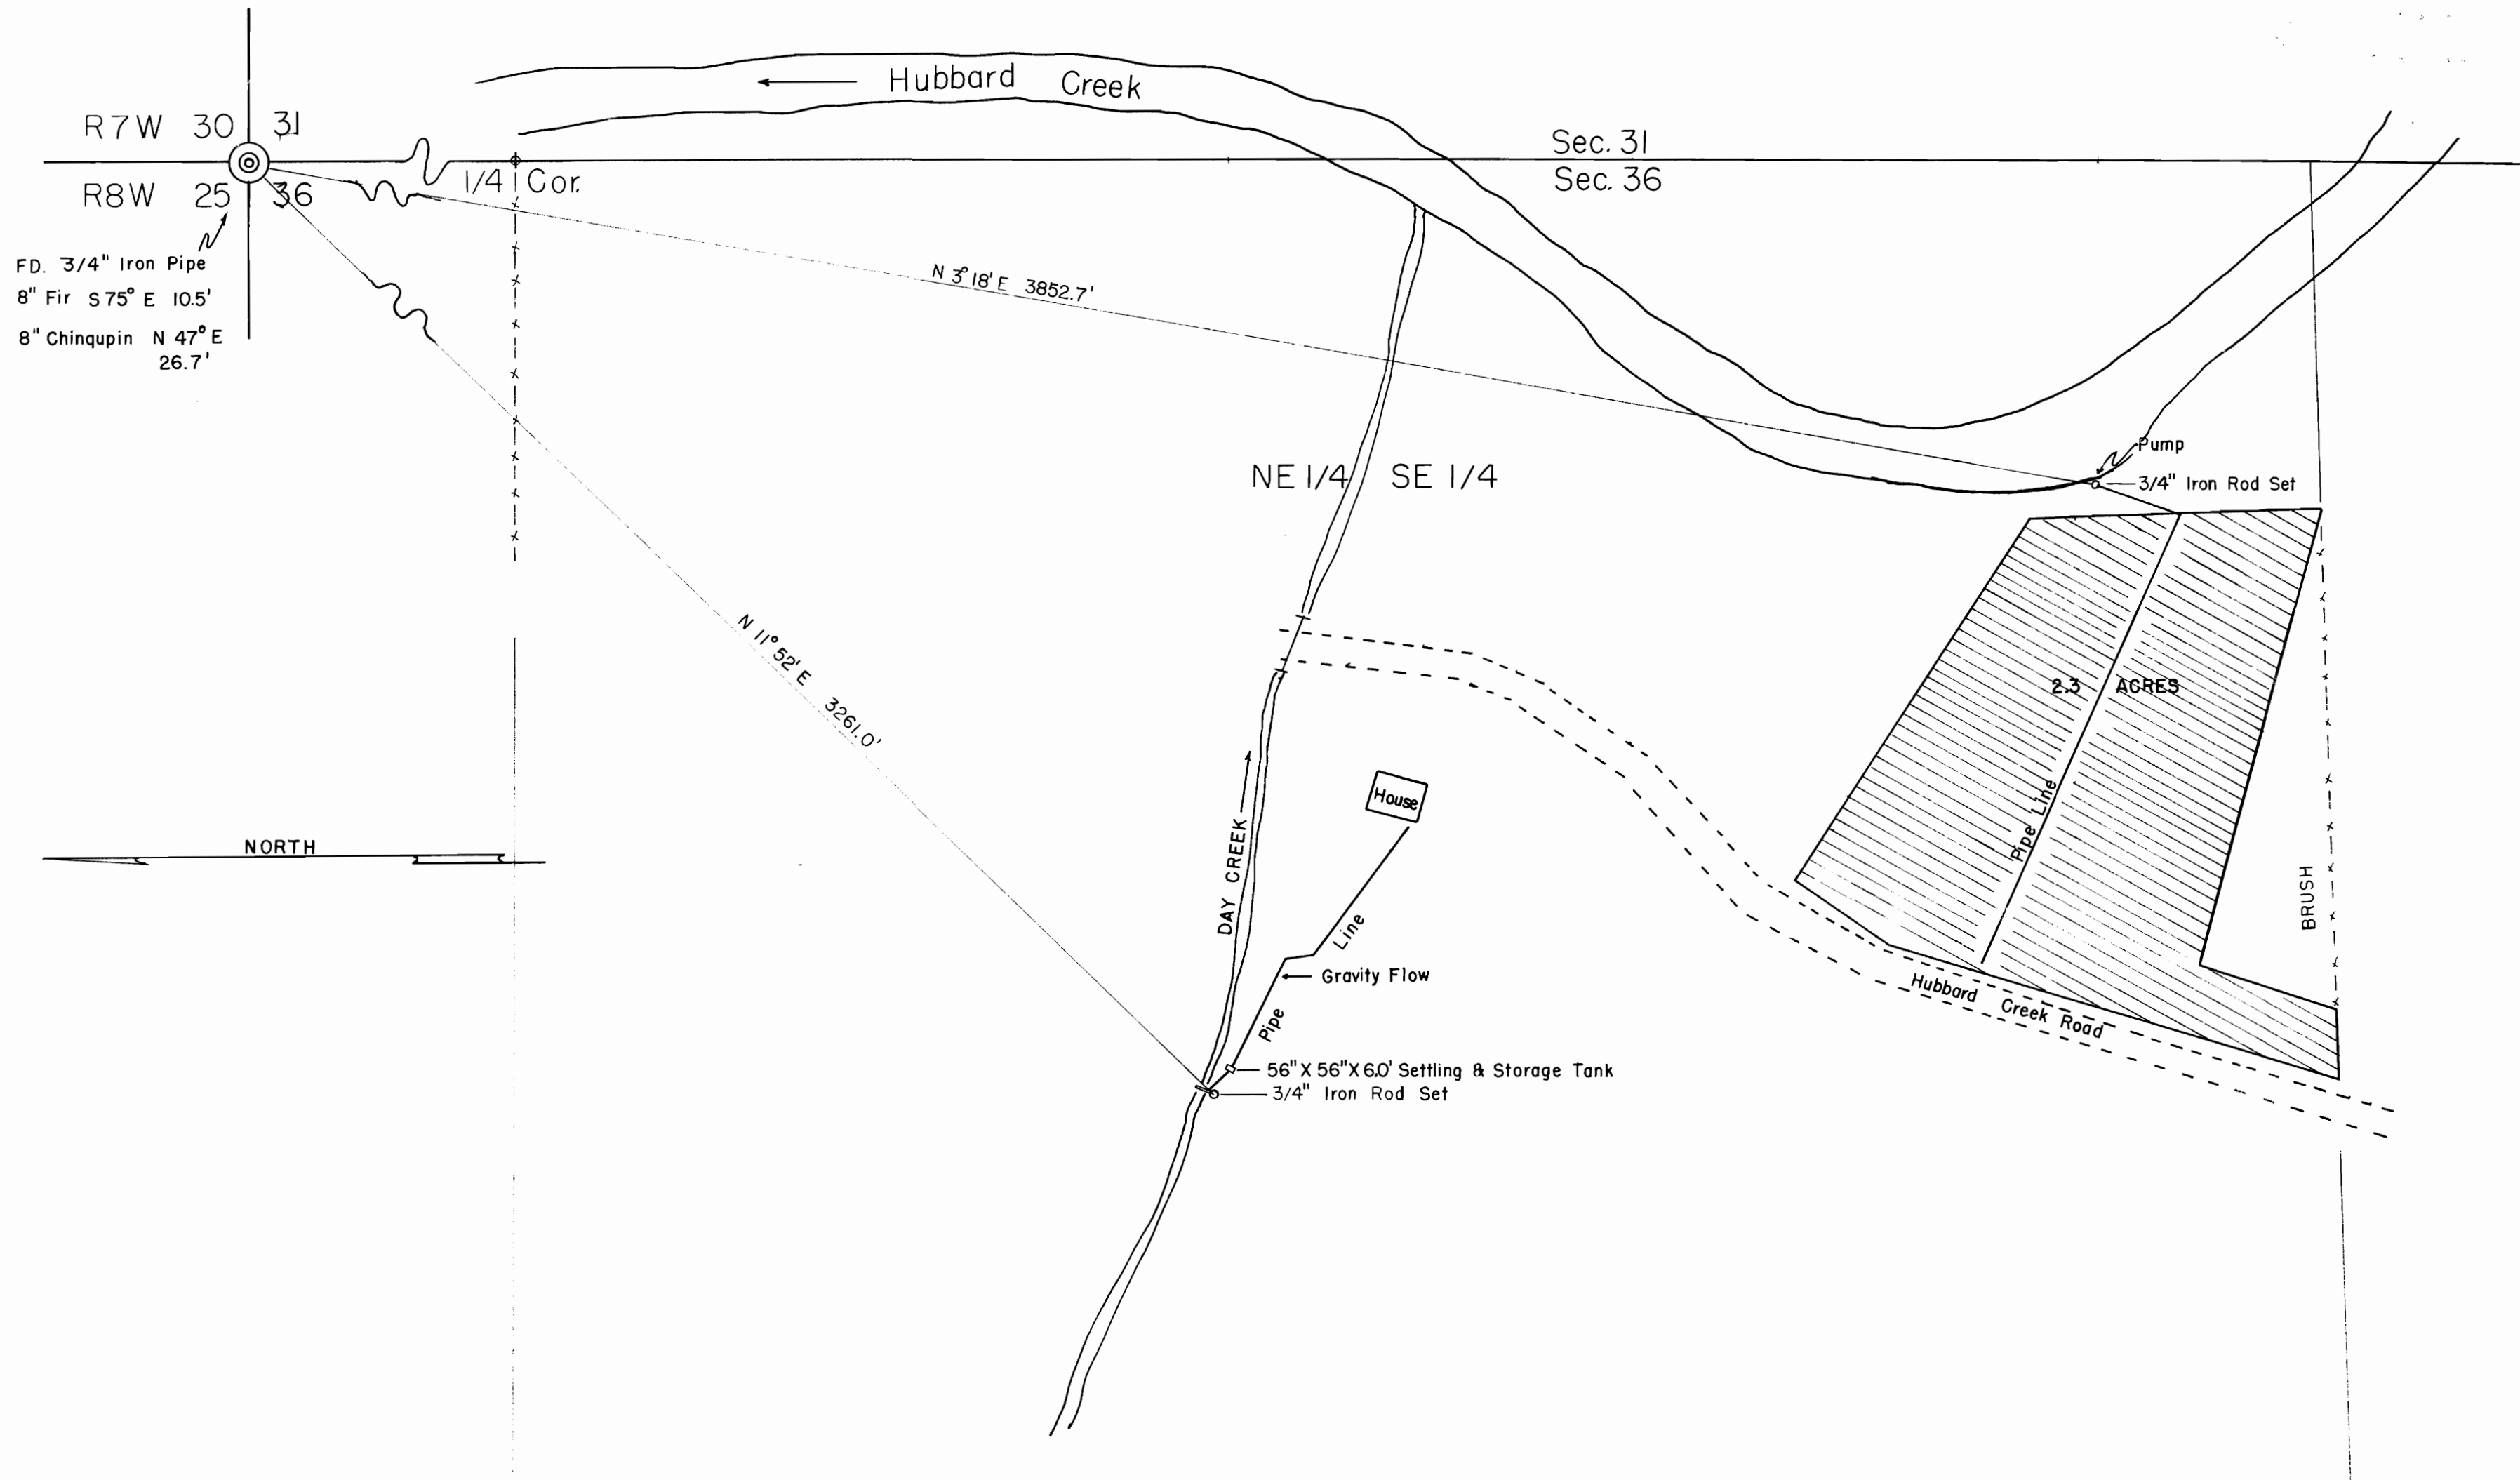 Hubbard Creek
R7W 30 31
Sec. 31
R8W 25 36
1/4 Cor.
Sec. 36
FD. 3/4" Iron Pipe
8" Fir S 75° E 10.5'
8" Chinqupin N 47° E
26.7'
N 3° 18' E 3852.7'
Pump
NE 1/4 SE 1/4
3/4" Iron Rod Set
N 11° 52' E 3261.0'
2.3 ACRES
House
Pipe Line
NORTH
DAY CREEK
BRUSH
Pipe Line
Gravity Flow
Hubbard Creek Road
56" X 56" X 6.0' Settling & Storage Tank
3/4" Iron Rod Set